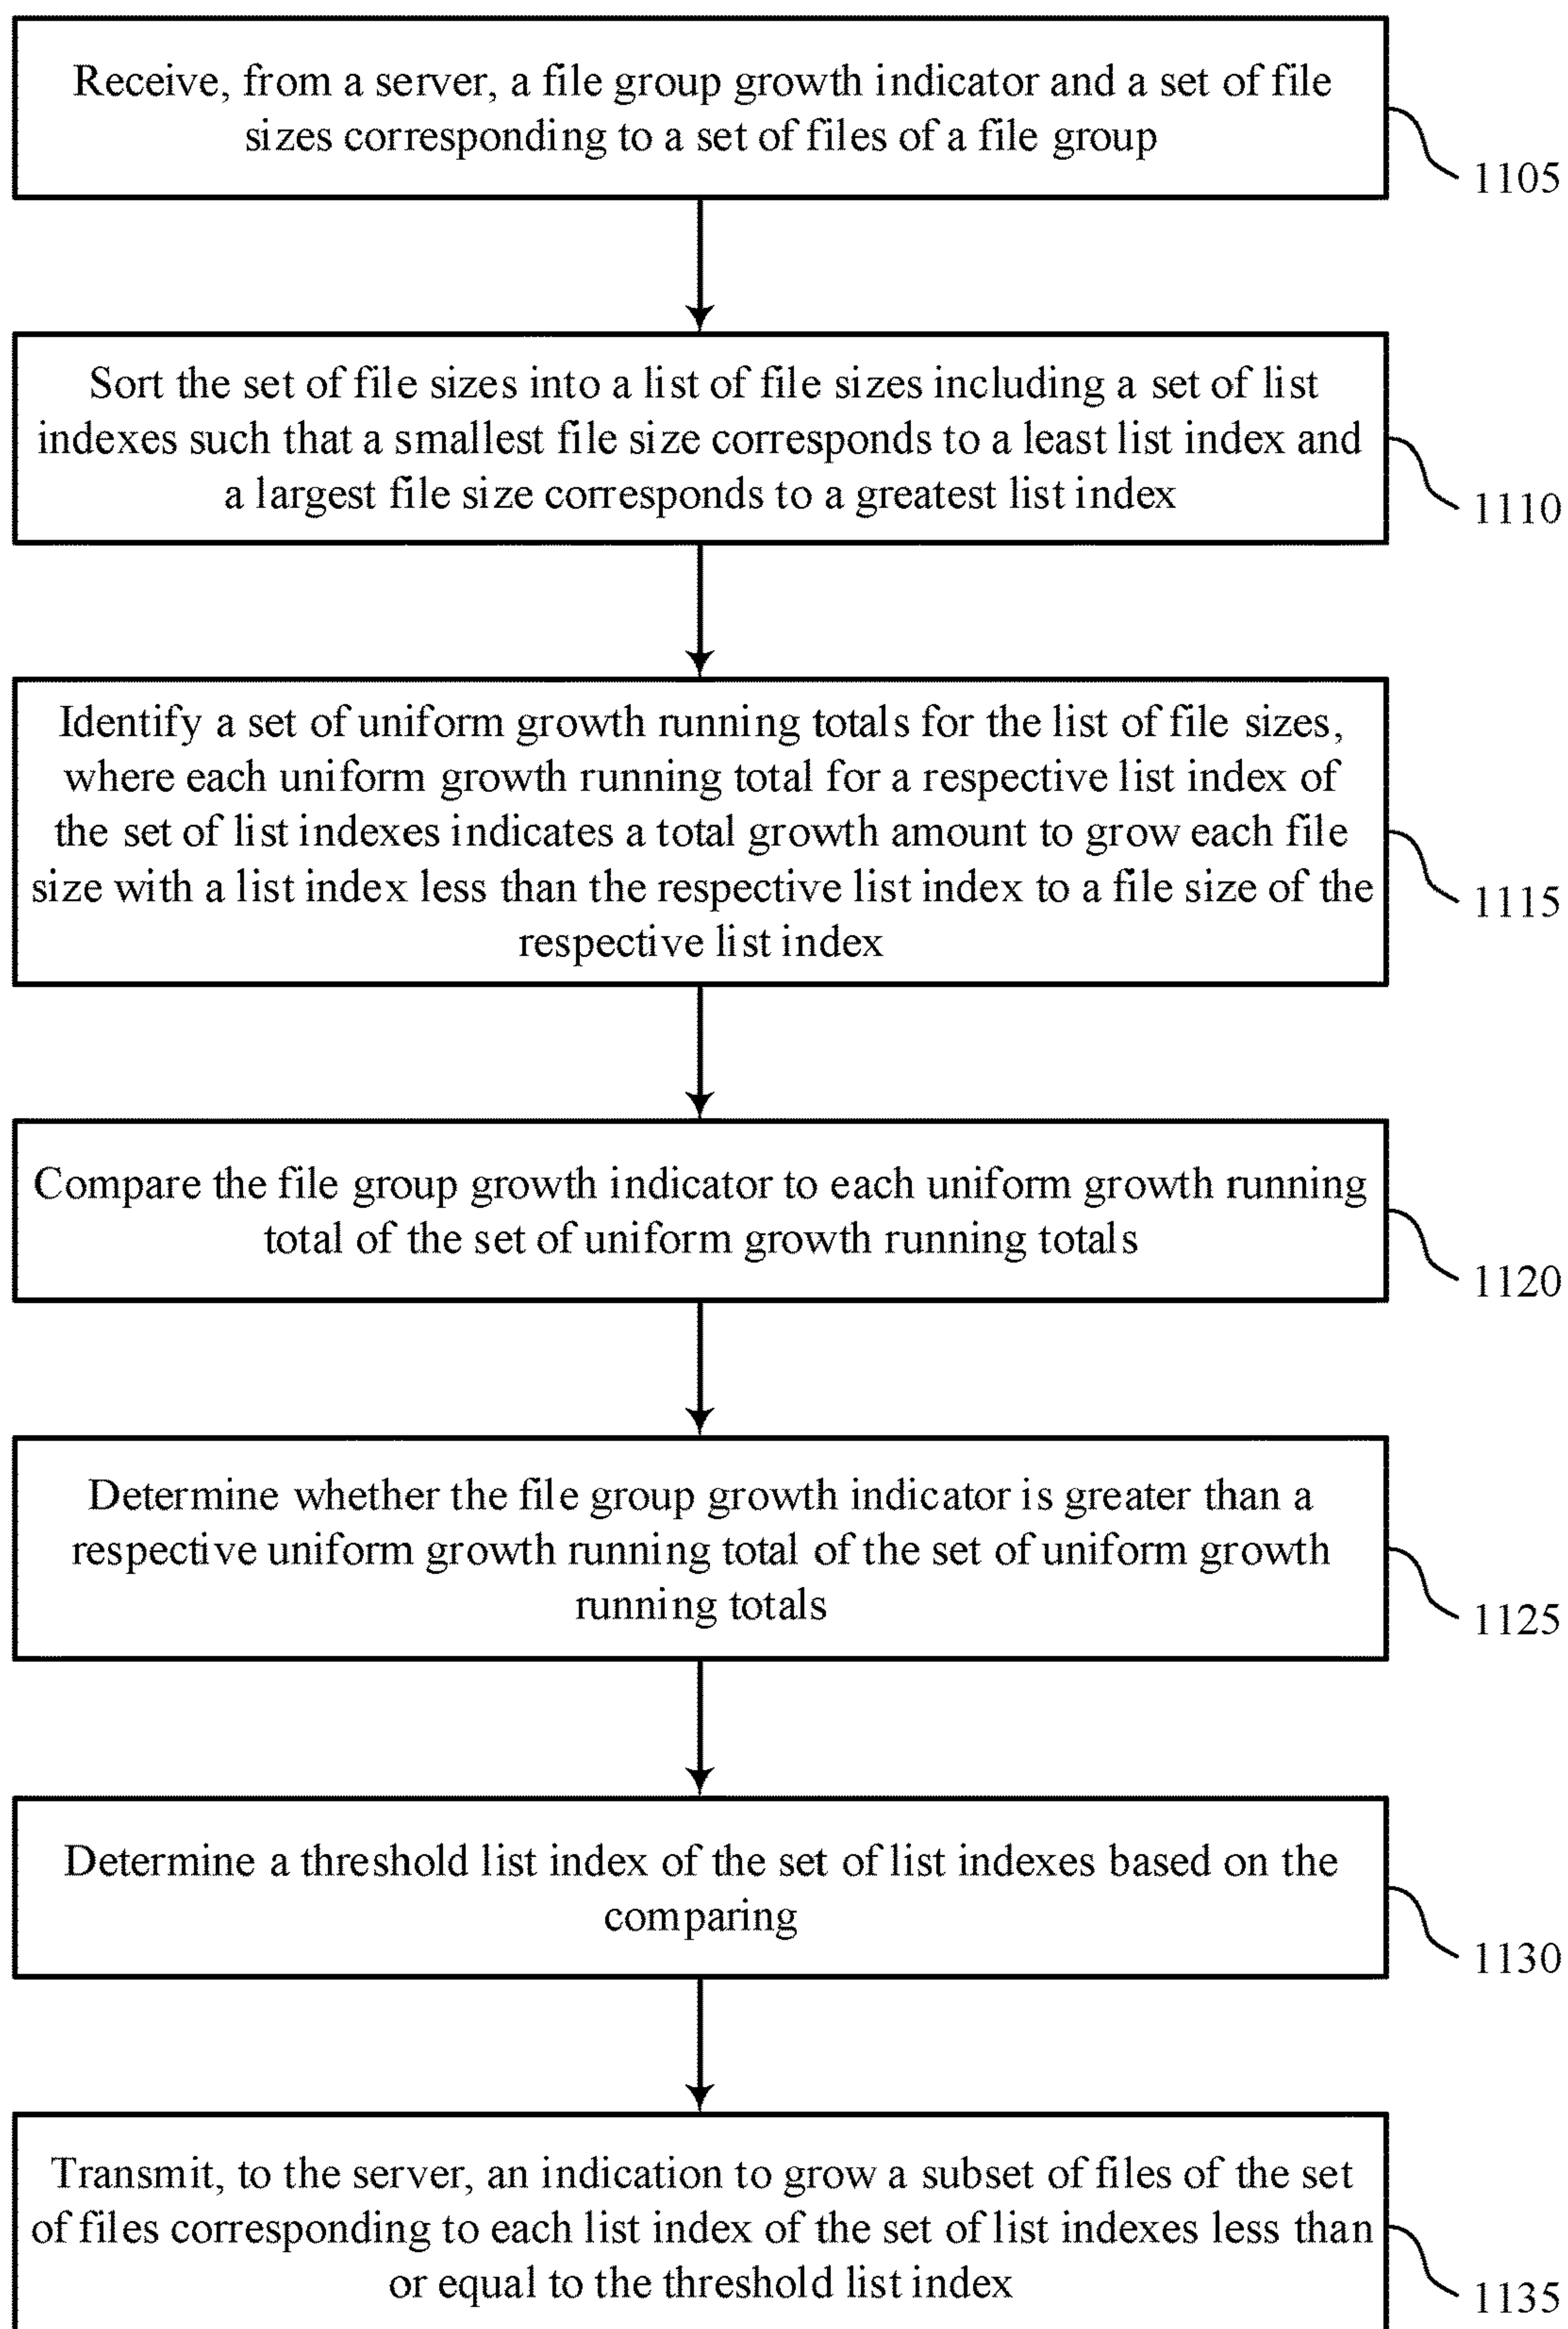 Receive, from a server, a file group growth indicator and a set of file
sizes corresponding to a set of files of a file group
1105
Sort the set of file sizes into a list of file sizes including a set of list
indexes such that a smallest file size corresponds to a least list index and
a largest file size corresponds to a greatest list index
1110
Identify a set of uniform growth running totals for the list of file sizes,
where each uniform growth running total for a respective list index of
the set of list indexes indicates a total growth amount to grow each file
size with a list index less than the respective list index to a file size of the
respective list index
1115
Compare the file group growth indicator to each uniform growth running
total of the set of uniform growth running totals
1120
Determine whether the file group growth indicator is greater than a
respective uniform growth running total of the set of uniform growth
running totals
1125
Determine a threshold list index of the set of list indexes based on the
comparing
1130
Transmit, to the server, an indication to grow a subset of files of the set
of files corresponding to each list index of the set of list indexes less than
or equal to the threshold list index
1135